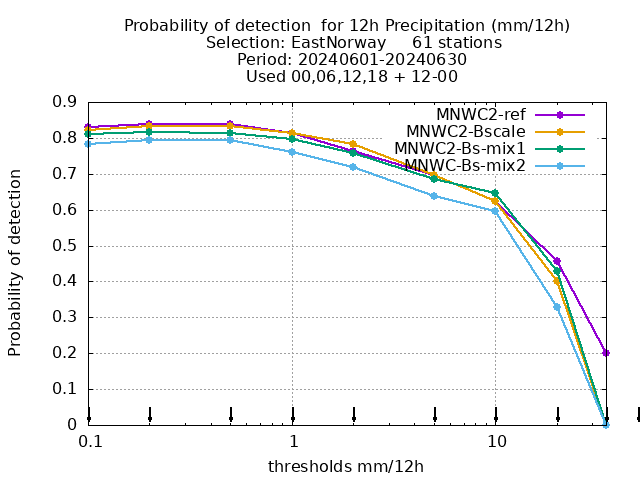 Probability of detection  for 12h Precipitation (mm/12h)
Selection: EastNorway     61 stations
Period: 20240601-20240630
Used 00,06,12,18 + 12-00
MNWC2-ref
MNWC2-Bscale
MNWC2-Bs-mix1
MNWC-Bs-mix2
Probability of detection
0.9
0.8
0.7
0.6
0.5
0.4
0.3
0.2
0.1
0
0.1
1
10
thresholds mm/12h